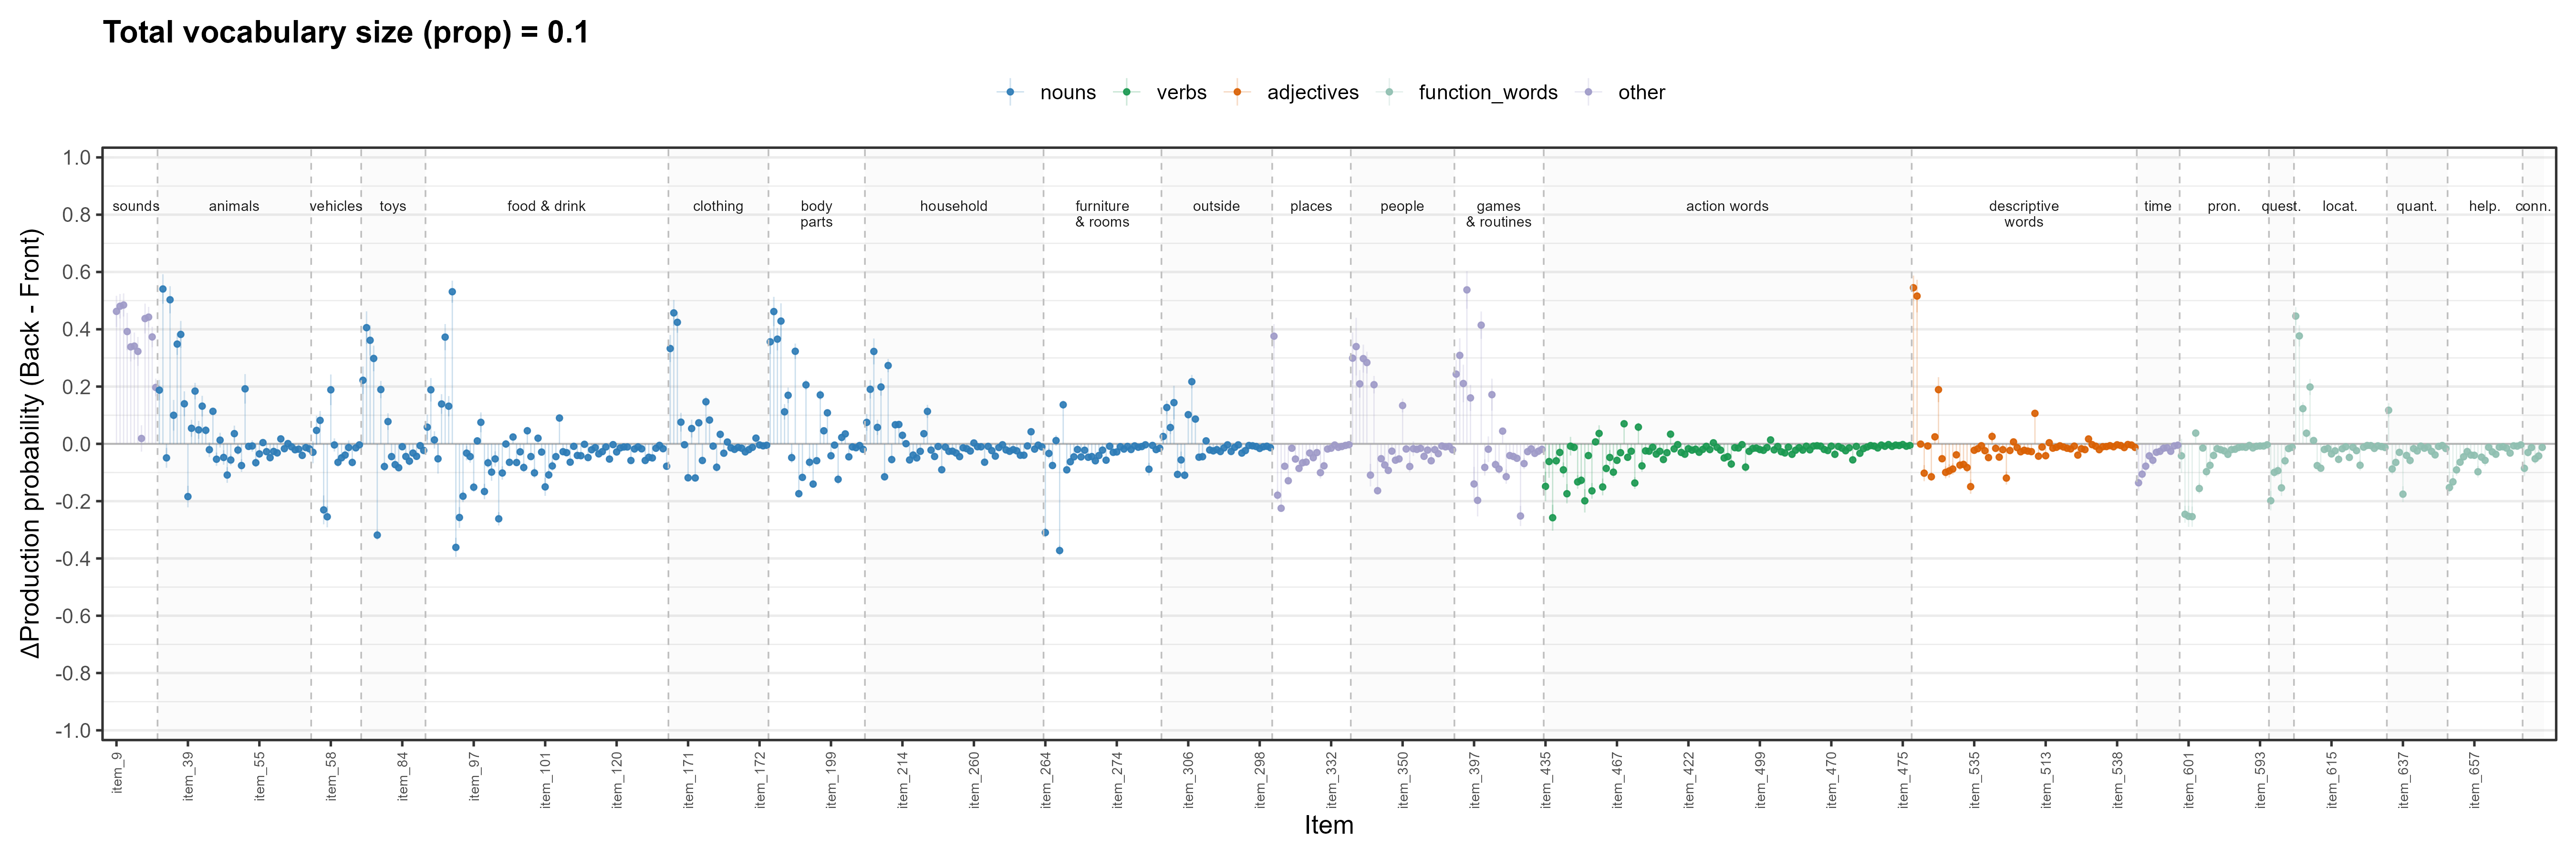 Total vocabulary size (prop) = 0.1
nouns verbs adjectives function_words other
ΔProduction probability (Back - Front)
1.0
0.8
0.6
0.4
0.2
0.0
-0.2
-0.4
-0.6
-0.8
-1.0
sounds animals vehicles toys food & drink clothing body parts household furniture & rooms outside places people games & routines action words descriptive words time pron. quest. locat. quant. help. conn.
item_9 item_39 item_55 item_58 item_84 item_97 item_101 item_120 item_171 item_172 item_195 item_214 item_260 item_264 item_274 item_306 item_298 item_332 item_350 item_397 item_435 item_467 item_422 item_499 item_470 item_475 item_535 item_513 item_538 item_601 item_593 item_615 item_637 item_657
Item